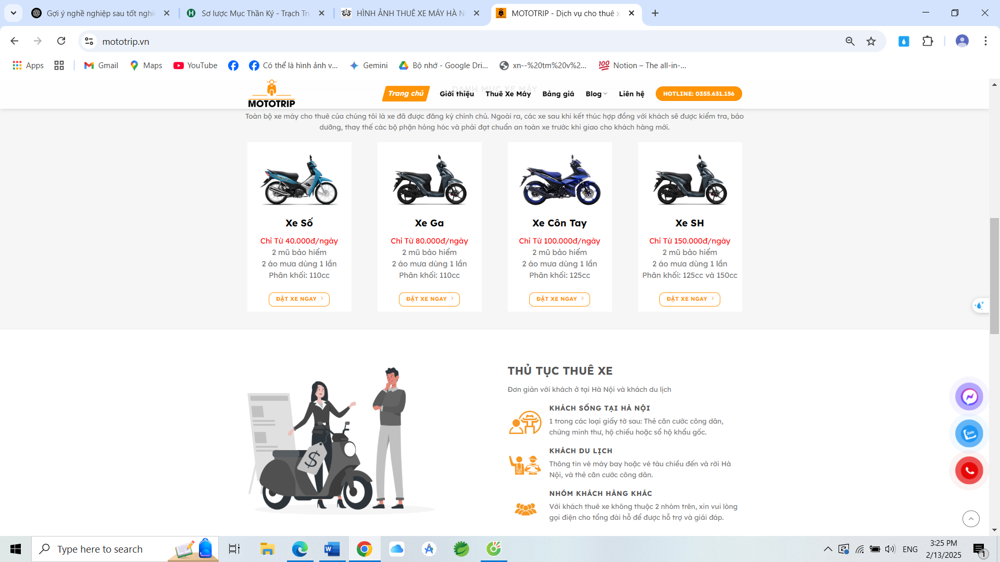 Gợi ý nghề nghiệp sau tốt nghi
Sơ lược Mục Thần Ký - Trạch Tru
HÌNH ẢNH THUÊ XE MÁY HÀ N
MOTOTRIP - Dịch vụ cho thuê x
mototrip.vn
Apps
Gmail
Maps
YouTube
Có thể là hình ảnh v...
Gemini
Bộ nhớ - Google Dri...
xn--%20tm%20v%2...
100
Notion – The all-in-...
DANH MỤC XE MÁY
MOTOTRIP
Trang chủ
Giới thiệu
Thuê Xe Máy
Bảng giá
Blog
Liên hệ
HOTLINE: 0355.631.156
Toàn bộ xe máy cho thuê của chúng tôi là xe đã được đăng ký chính chủ. Ngoài ra, các xe sau khi kết thúc hợp đồng với khách sẽ được kiểm tra, bảo
dưỡng, thay thế các bộ phận hỏng hóc và phải đạt chuẩn an toàn xe trước khi giao cho khách hàng mới.
Xe Số
Chỉ Từ 40.000đ/ngày
2 mũ bảo hiểm
2 áo mưa dùng 1 lần
Phân khối: 110cc
ĐẶT XE NGAY
Xe Ga
Chỉ Từ 80.000đ/ngày
2 mũ bảo hiểm
2 áo mưa dùng 1 lần
Phân khối: 110cc
ĐẶT XE NGAY
Xe Côn Tay
Chỉ Từ 100.000đ/ngày
2 mũ bảo hiểm
2 áo mưa dùng 1 lần
Phân khối: 125cc
ĐẶT XE NGAY
Xe SH
Chỉ Từ 150.000đ/ngày
2 mũ bảo hiểm
2 áo mưa dùng 1 lần
Phân khối: 125cc và 150cc
ĐẶT XE NGAY
$
THỦ TỤC THUÊ XE
Đơn giản với khách ở tại Hà Nội và khách du lịch
KHÁCH SỐNG TẠI HÀ NỘI
1 trong các loại giấy tờ sau: Thẻ căn cước công dân,
chứng minh thư, hộ chiếu hoặc sổ hộ khẩu gốc.
KHÁCH DU LỊCH
Thông tin vé máy bay hoặc vé tàu chiều đến và rời Hà
Nội, và thẻ căn cước công dân.
NHÓM KHÁCH HÀNG KHÁC
Với khách thuê xe không thuộc 2 nhóm trên, xin vui lòng
gọi điện cho tổng đài hỗ để được hỗ trợ và giải đáp.
Zalo
Type here to search
ENG
3:25 PM
2/13/2025
1